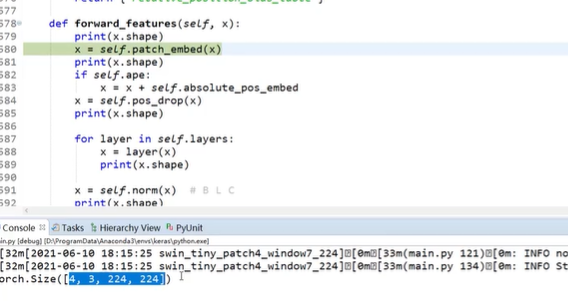 577 return {'relative_position_bias_table'}
578 def forward_features(self, x):
579 print(x.shape)
580 x = self.patch_embed(x)
581 print(x.shape)
582 if self.ape:
583 x = x + self.absolute_pos_embed
584 x = self.pos_drop(x)
585 print(x.shape)
586
587 for layer in self.layers:
588 x = layer(x)
589 print(x.shape)
590
591 x = self.norm(x) # B L C
592 print(x.shape)
Console Tasks Hierarchy View PyUnit
in.py [debug] [D:\ProgramData\Anaconda3\envs\keras\python.exe]
[32m[2021-06-10 18:15:25 swin_tiny_patch4_window7_224][0m[33m(main.py 121)[0m: INFO no
[32m[2021-06-10 18:15:25 swin_tiny_patch4_window7_224][0m[33m(main.py 134)[0m: INFO St
orch.Size([4, 3, 224, 224])